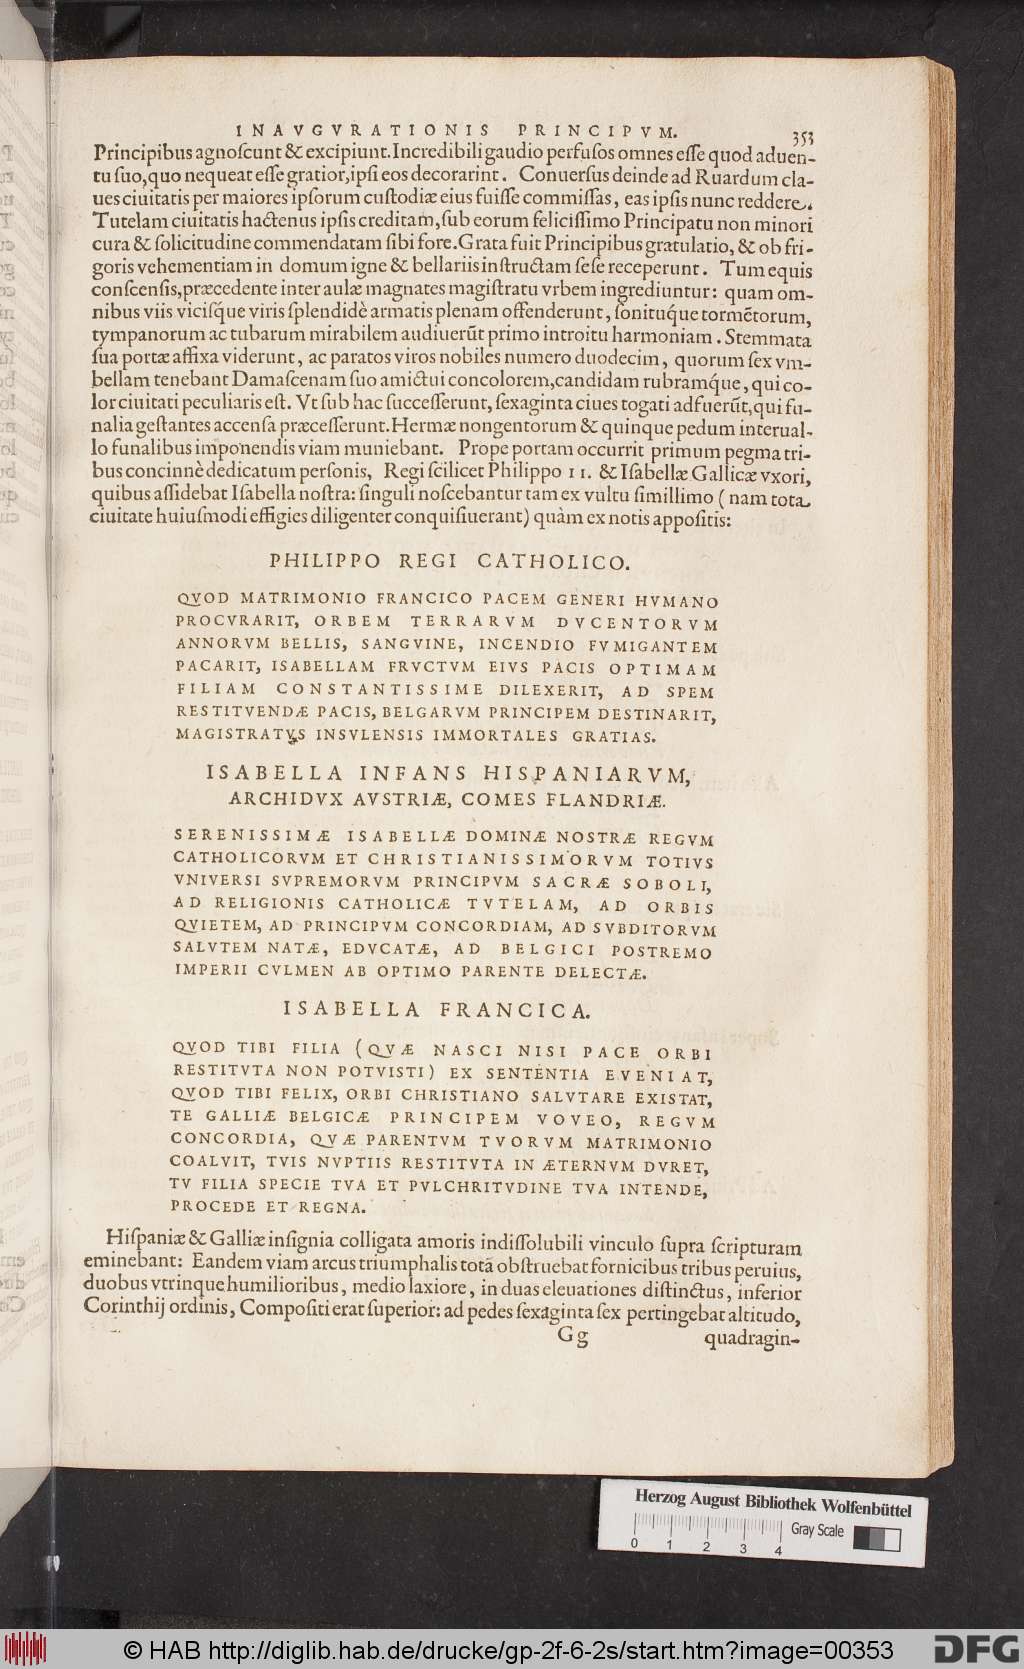 INAVGVRATIONIS PRINCIPVM. 353
Principibus agnoſcunt & excipiunt. Incredibili gaudio perfuſos omnes eſſe quod aduen-
tu ſuo, quo nequeat eſſe gratior, ipſi eos decorarint. Conuerſus deinde ad Ruardum cla-
ues ciuitatis per maiores ipſorum cuſtodiæ eius fuiſſe commiſſas, eas ipſis nunc reddere.
Tutelam ciuitatis hactenus ipſis creditam, ſub eorum feliciſſimo Principatu non minori
cura & ſolicitudine commendatam ſibi fore. Grata fuit Principibus gratulatio, & ob fri-
goris vehementiam in domum igne & bellariis inſtructam ſeſe receperunt. Tum equis
conſcenſis, præcedente inter aulæ magnates magiſtratu vrbem ingrediuntur: quam om-
nibus viis viciſq́ue viris ſplendidè armatis plenam offenderunt, ſonituq́ue tormētorum,
tympanorum ac tubarum mirabilem audiuerūt primo introitu harmoniam. Stemmata
ſua portæ affixa viderunt, ac paratos viros nobiles numero duodecim, quorum ſex vm-
bellam tenebant Damaſcenam ſuo amictui concolorem, candidam rubramq́ue, qui co-
lor ciuitati peculiaris eſt. Vt ſub hac ſucceſſerunt, ſexaginta ciues togati adfuerūt, qui fu-
nalia geſtantes accenſa præceſſerunt. Hermæ nongentorum & quinque pedum interual-
lo funalibus imponendis viam muniebant. Prope portam occurrit primum pegma tri-
bus concinnè dedicatum perſonis, Regi ſcilicet Philippo II. & Iſabellæ Gallicæ vxori,
quibus aſſidebat Iſabella noſtra: ſinguli noſcebantur tam ex vultu ſimillimo (nam tota
ciuitate huiuſmodi effigies diligenter conquiſiuerant) quàm ex notis appoſitis:
PHILIPPO REGI CATHOLICO.
QVOD MATRIMONIO FRANCICO PACEM GENERI HVMANO
PROCVRARIT, ORBEM TERRARVM DVCENTORVM
ANNORVM BELLIS, SANGVINE, INCENDIO FVMIGANTEM
PACARIT, ISABELLAM FRVCTVM EIVS PACIS OPTIMAM
FILIAM CONSTANTISSIME DILEXERIT, AD SPEM
RESTITVENDÆ PACIS, BELGARVM PRINCIPEM DESTINARIT,
MAGISTRATVS INSVLENSIS IMMORTALES GRATIAS.
ISABELLA INFANS HISPANIARVM,
ARCHIDVX AVSTRIÆ, COMES FLANDRIÆ.
SERENISSIMÆ ISABELLÆ DOMINÆ NOSTRÆ REGVM
CATHOLICORVM ET CHRISTIANISSIMORVM TOTIVS
VNIVERSI SVPREMORVM PRINCIPVM SACRÆ SOBOLI,
AD RELIGIONIS CATHOLICÆ TVTELAM, AD ORBIS
QVIETEM, AD PRINCIPVM CONCORDIAM, AD SVBDITORVM
SALVTEM NATÆ, EDVCATÆ, AD BELGICI POSTREMO
IMPERII CVLMEN AB OPTIMO PARENTE DELECTÆ.
ISABELLA FRANCICA.
QVOD TIBI FILIA (QVÆ NASCI NISI PACE ORBI
RESTITVTA NON POTVISTI) EX SENTENTIA EVENIAT,
QVOD TIBI FELIX, ORBI CHRISTIANO SALVTARE EXISTAT,
TE GALLIÆ BELGICÆ PRINCIPEM VOVEO, REGVM
CONCORDIA, QVÆ PARENTVM TVORVM MATRIMONIO
COALVIT, TVIS NVPTIIS RESTITVTA IN ÆTERNVM DVRET,
TV FILIA SPECIE TVA ET PVLCHRITVDINE TVA INTENDE,
PROCEDE ET REGNA.
Hiſpaniæ & Galliæ inſignia colligata amoris indiſſolubili vinculo ſupra ſcripturam
eminebant: Eandem viam arcus triumphalis totā obſtruebat fornicibus tribus peruius,
duobus vtrinque humilioribus, medio laxiore, in duas eleuationes diſtinctus, inferior
Corinthij ordinis, Compoſiti erat ſuperior: ad pedes ſexaginta ſex pertingebat altitudo,
Gg quadragin-
Herzog August Bibliothek Wolfenbüttel
Gray Scale
0 1 2 3 4
© HAB http://diglib.hab.de/drucke/gp-2f-6-2s/start.htm?image=00353
DFG